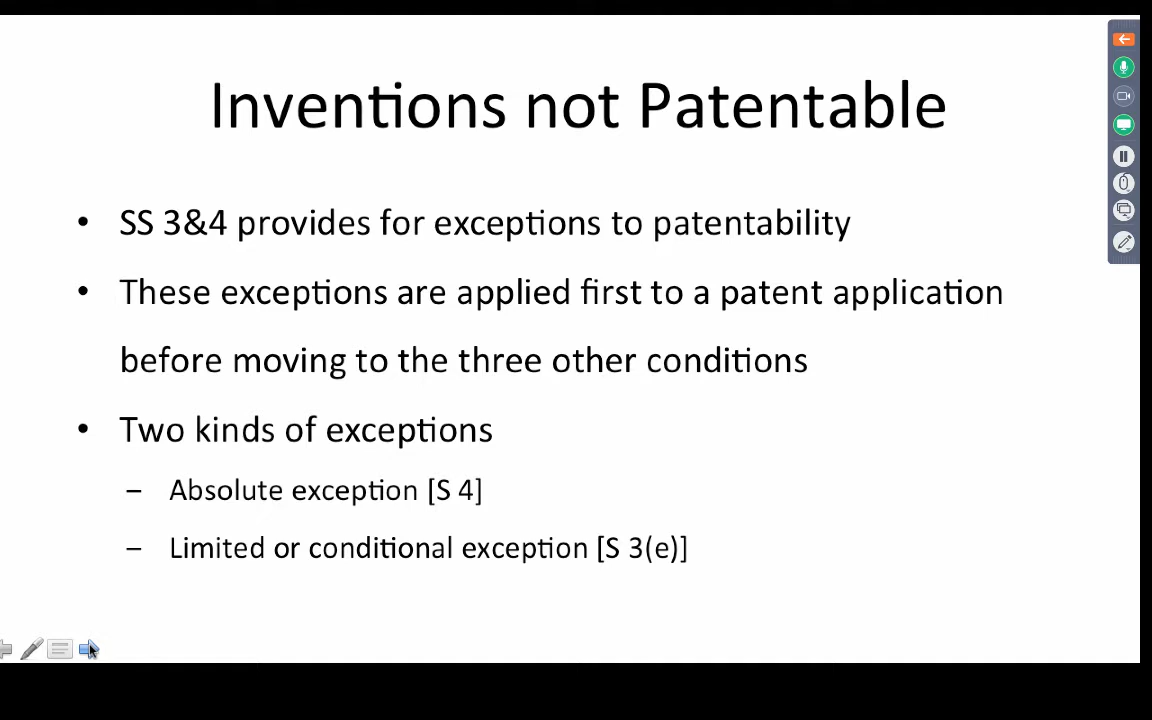 Inventions not Patentable
• SS 3&4 provides for exceptions to patentability
• These exceptions are applied first to a patent application
before moving to the three other conditions
• Two kinds of exceptions
– Absolute exception [S 4]
– Limited or conditional exception [S 3(e)]